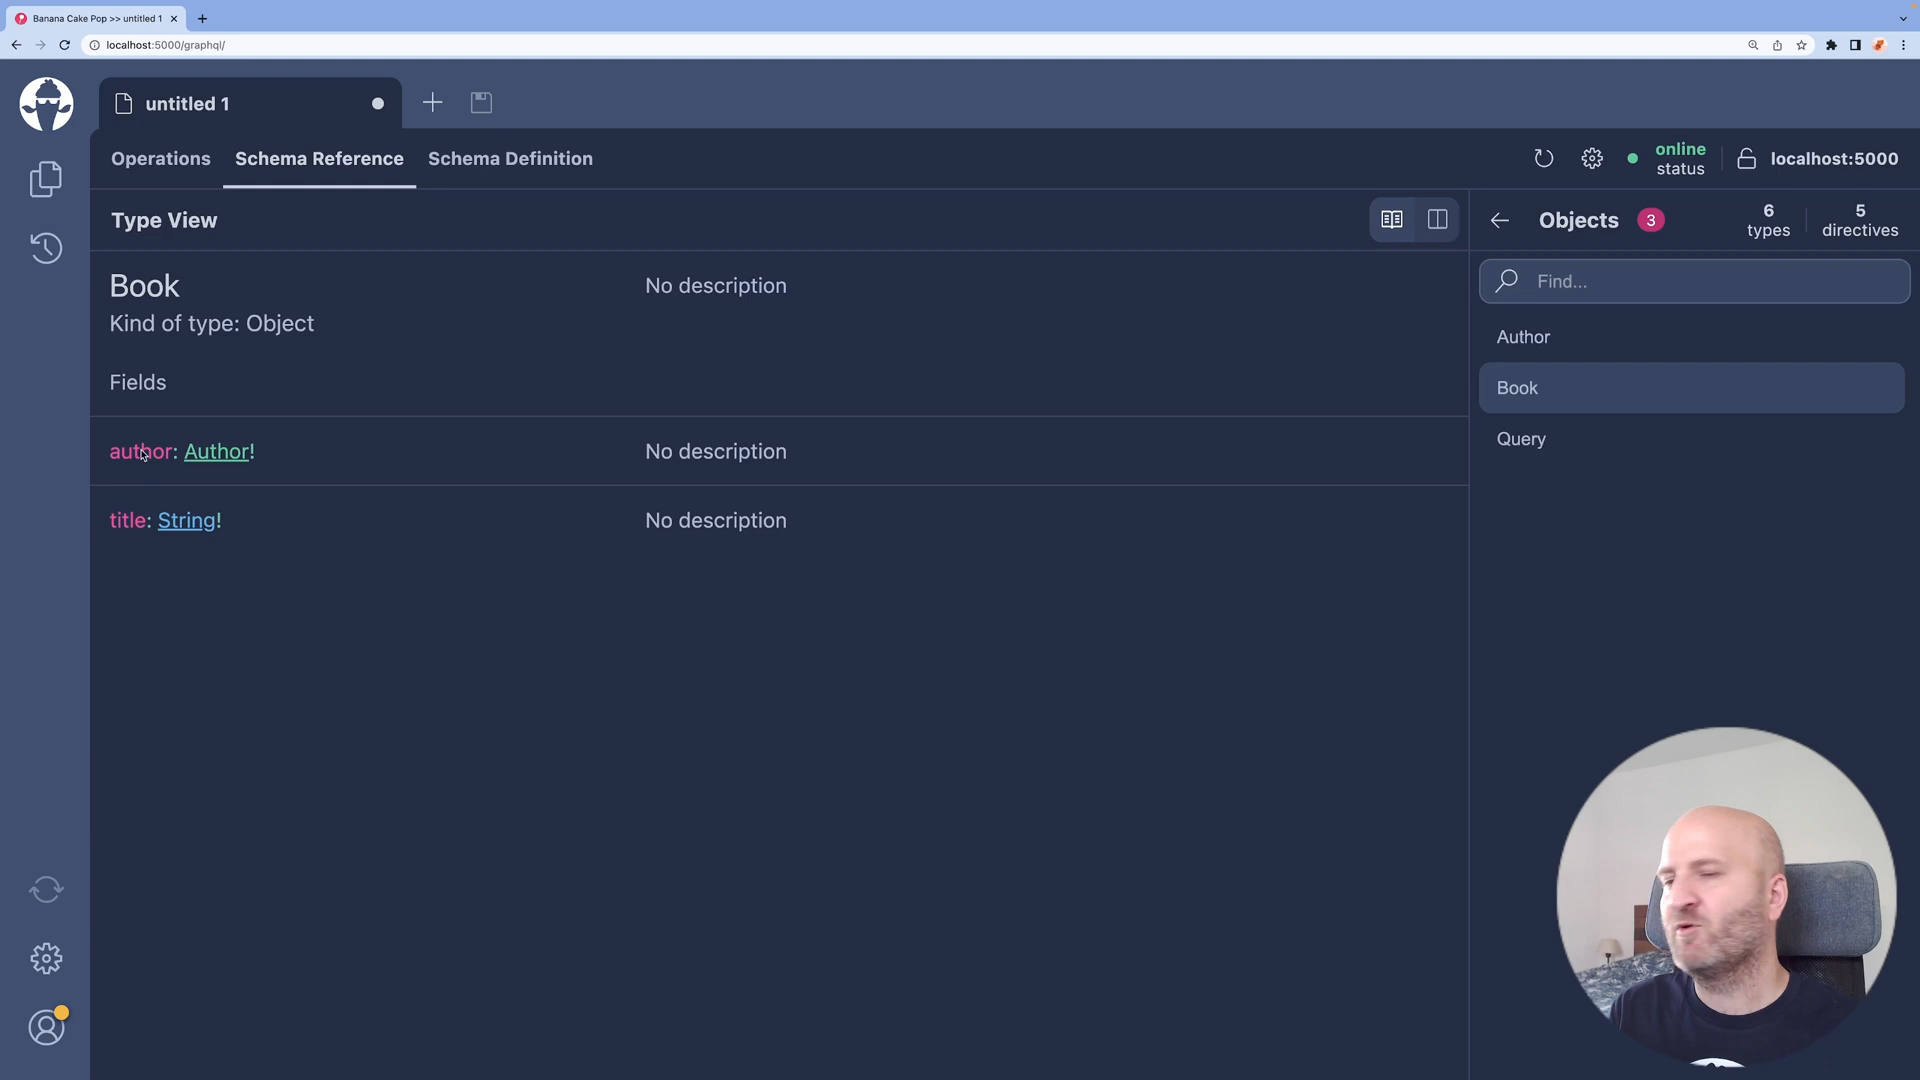 Banana Cake Pop >> untitled 1
localhost:5000/graphql/
untitled 1
Operations
Schema Reference
Schema Definition
online
status
localhost:5000
Type View
Objects 3
6
types
5
directives
Book
No description
Kind of type: Object
Find...
Fields
Author
Book
Query
author: Author!
No description
title: String!
No description